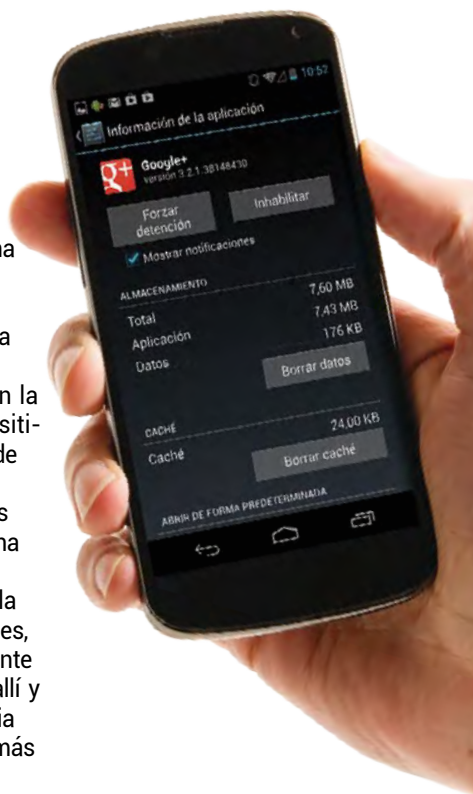 na
a
n la
siti-
de
s
na
la
es,
nte
allí y
ia
más
10:52
Información de la aplicación
g+
Google+
versión 3.2.1.38148430
Forzar
detención
Inhabilitar
Mostrar notificaciones
ALMACENAMIENTO
Total 7,60 MB
Aplicación 7,43 MB
Datos 176 KB
Borrar datos
CACHÉ
Caché 24,00 KB
Borrar caché
ABRIR DE FORMA PREDETERMINADA